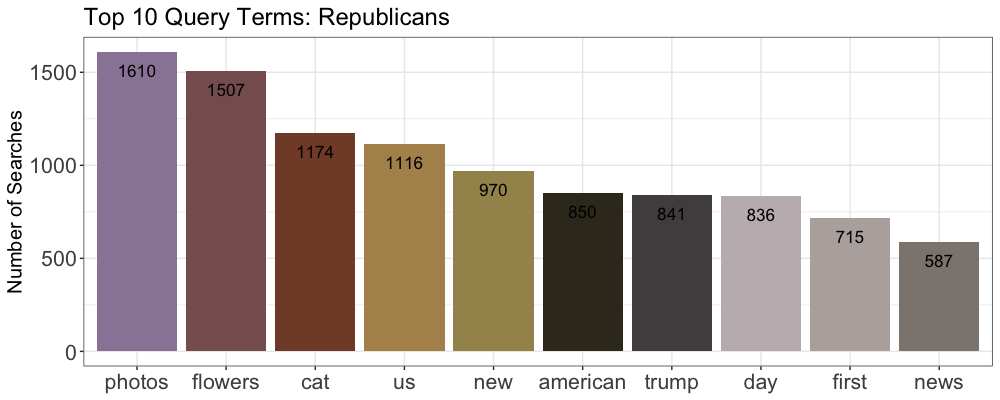 Top 10 Query Terms: Republicans
Number of Searches
1500
1000
500
0
1610
1507
1174
1116
970
850
841
836
715
587
photos
flowers
cat
us
new
american
trump
day
first
news